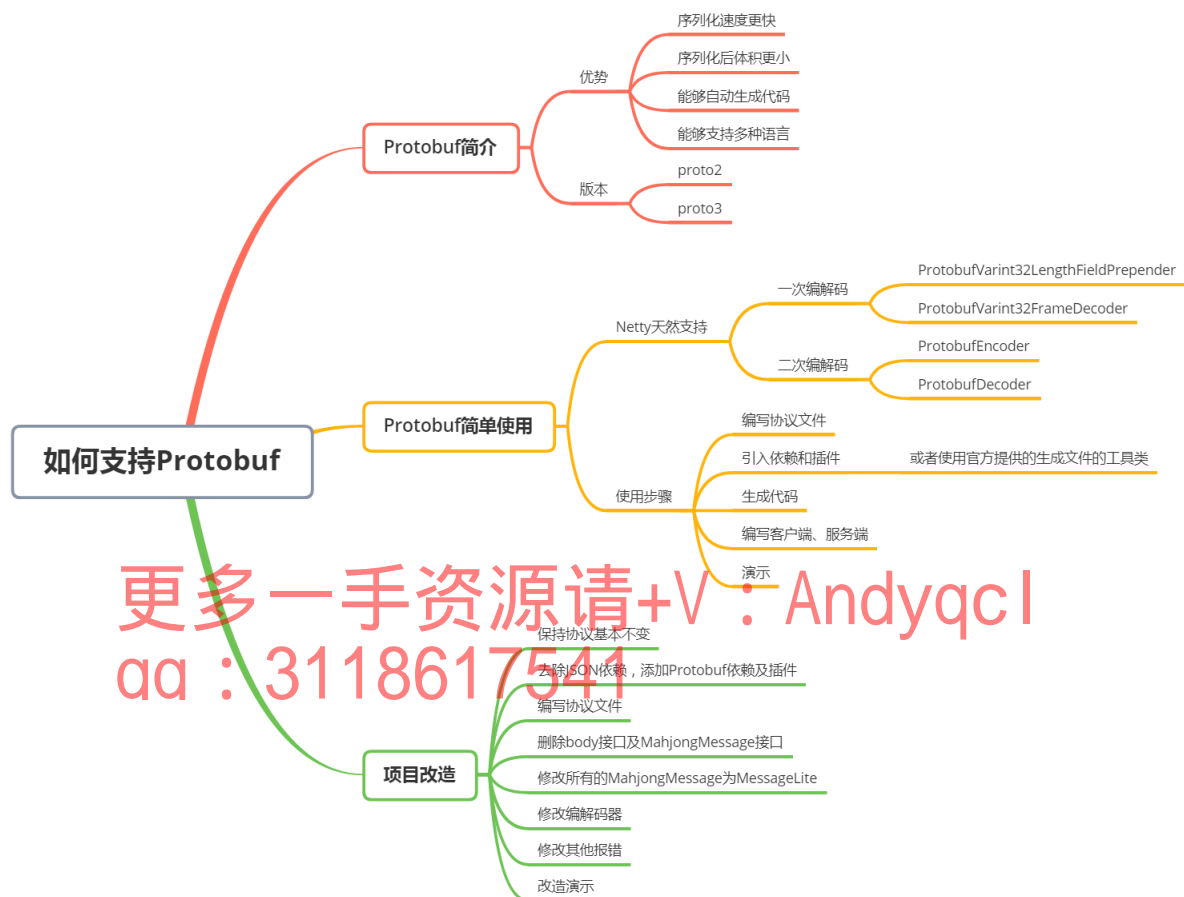 如何支持Protobuf
Protobuf简介
优势
序列化速度更快
序列化后体积更小
能够自动生成代码
能够支持多种语言
版本
proto2
proto3
Protobuf简单使用
Netty天然支持
一次编解码
ProtobufVarint32LengthFieldPrepender
ProtobufVarint32FrameDecoder
二次编解码
ProtobufEncoder
ProtobufDecoder
使用步骤
编写协议文件
引入依赖和插件
或者使用官方提供的生成文件的工具类
生成代码
编写客户端、服务端
演示
项目改造
保持协议基本不变
去除JSON依赖，添加Protobuf依赖及插件
编写协议文件
删除body接口及MahjongMessage接口
修改所有的MahjongMessage为MessageLite
修改编解码器
修改其他报错
改造演示
更多一手资源请+V：Andyqcl
qq：3118617541